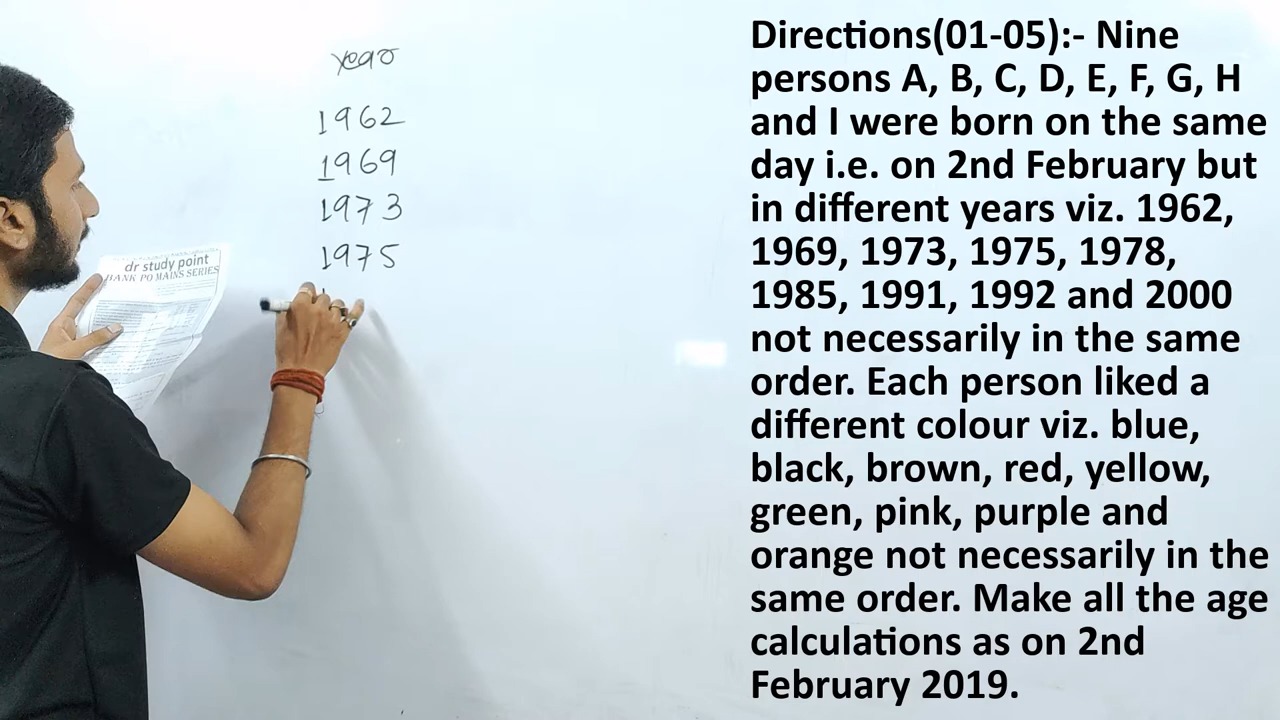 year
1962
1969
1973
1975
dr study point
BANK PO MAINS SERIES
Directions(01-05):- Nine
persons A, B, C, D, E, F, G, H
and I were born on the same
day i.e. on 2nd February but
in different years viz. 1962,
1969, 1973, 1975, 1978,
1985, 1991, 1992 and 2000
not necessarily in the same
order. Each person liked a
different colour viz. blue,
black, brown, red, yellow,
green, pink, purple and
orange not necessarily in the
same order. Make all the age
calculations as on 2nd
February 2019.